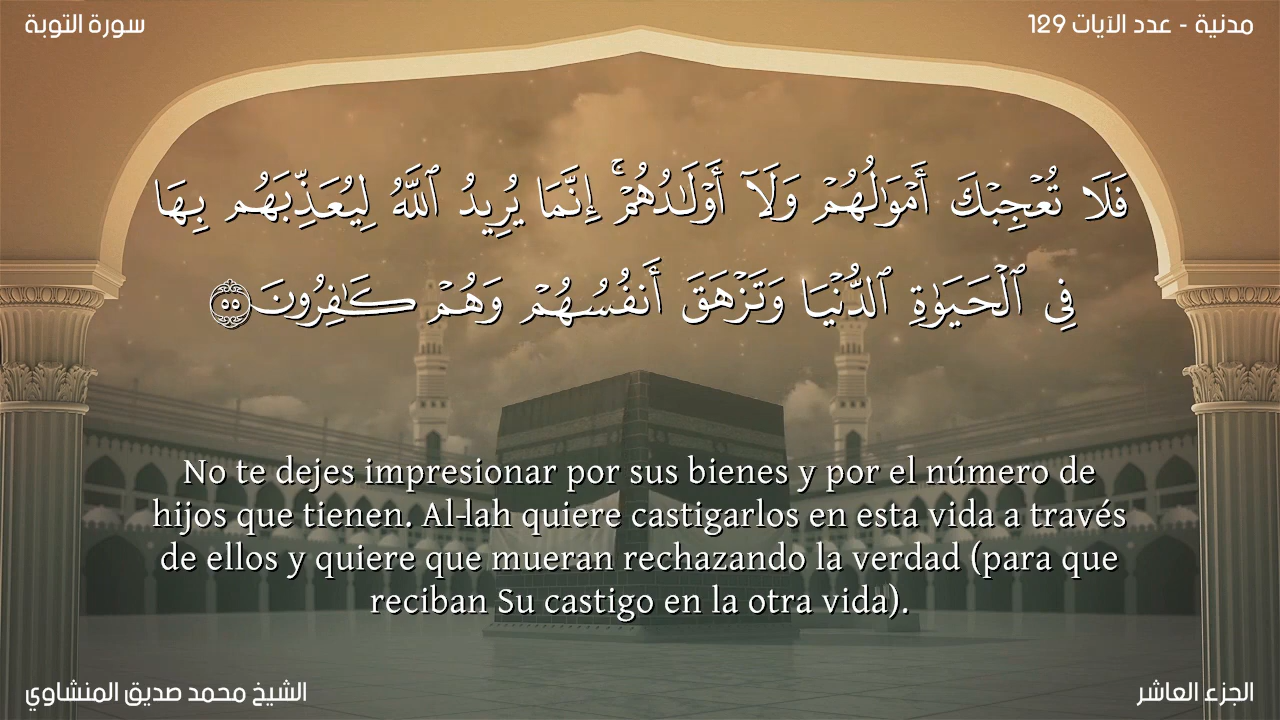 سورة التوبة
مدنية - عدد الآيات 129
فَلَا تُعْجِبْكَ أَمْوَٰلُهُمْ وَلَآ أَوْلَـٰدُهُمْ ۚ إِنَّمَا يُرِيدُ ٱللَّهُ لِيُعَذِّبَهُم بِهَا
فِى ٱلْحَيَوٰةِ ٱلدُّنْيَا وَتَزْهَقَ أَنفُسُهُمْ وَهُمْ كَـٰفِرُونَ ٥٥
No te dejes impresionar por sus bienes y por el número de
hijos que tienen. Al-lah quiere castigarlos en esta vida a través
de ellos y quiere que mueran rechazando la verdad (para que
reciban Su castigo en la otra vida).
الشيخ محمد صديق المنشاوي
الجزء العاشر